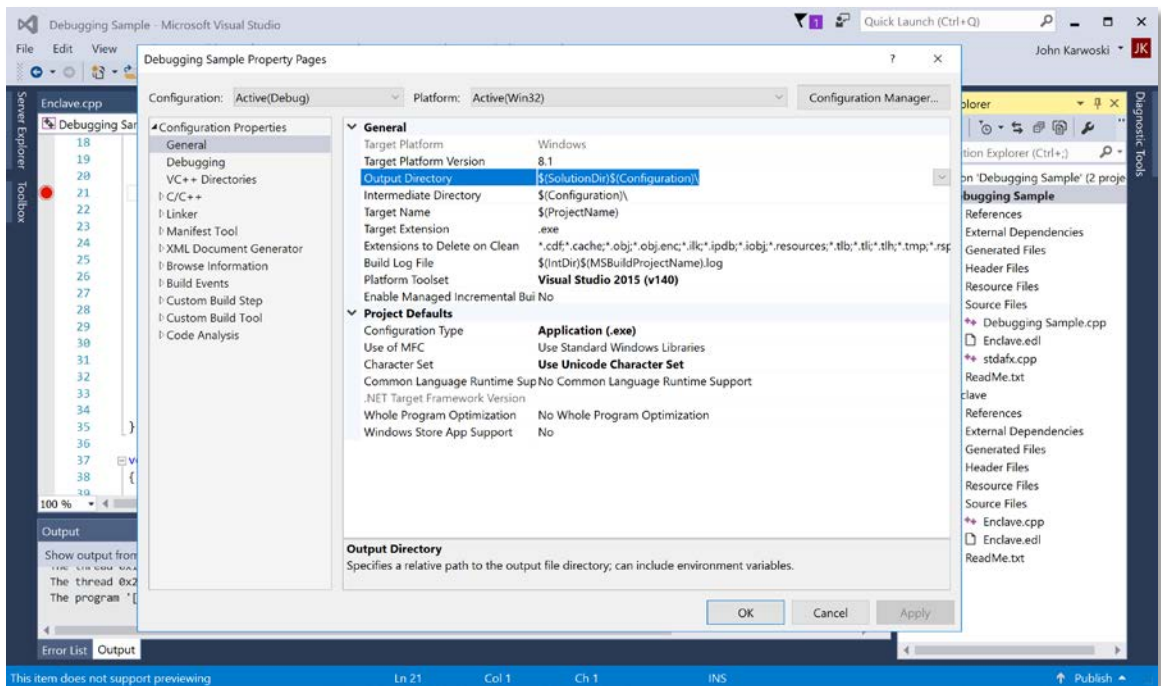 Debugging Sample - Microsoft Visual Studio
1
Quick Launch (Ctrl+Q)
File Edit View
John Karwoski JK
Debugging Sample Property Pages
Configuration: Active(Debug) Platform: Active(Win32) Configuration Manager...
Server Explorer
Toolbox
Enclave.cpp
Debugging Sar
18
19
20
21
22
23
24
25
26
27
28
29
30
31
32
33
34
35 }
36
37 v
38 {
39
100 %
Configuration Properties
General
Debugging
VC++ Directories
C/C++
Linker
Manifest Tool
XML Document Generator
Browse Information
Build Events
Custom Build Step
Custom Build Tool
Code Analysis
General
Target Platform Windows
Target Platform Version 8.1
Output Directory $(SolutionDir)$(Configuration)\
Intermediate Directory $(Configuration)\
Target Name $(ProjectName)
Target Extension .exe
Extensions to Delete on Clean *.cdf;*.cache;*.obj;*.obj.enc;*.ilk;*.ipdb;*.iobj;*.resources;*.tlb;*.tli;*.tlh;*.tmp;*.rsp
Build Log File $(IntDir)$(MSBuildProjectName).log
Platform Toolset Visual Studio 2015 (v140)
Enable Managed Incremental Bui No
Project Defaults
Configuration Type Application (.exe)
Use of MFC Use Standard Windows Libraries
Character Set Use Unicode Character Set
Common Language Runtime Sup No Common Language Runtime Support
.NET Target Framework Version
Whole Program Optimization No Whole Program Optimization
Windows Store App Support No
Output Directory
Specifies a relative path to the output file directory; can include environment variables.
OK Cancel Apply
plorer
tion Explorer (Ctrl+;)
on 'Debugging Sample' (2 proje
bugging Sample
References
External Dependencies
Generated Files
Header Files
Resource Files
Source Files
Debugging Sample.cpp
Enclave.edl
stdafx.cpp
ReadMe.txt
clave
References
External Dependencies
Generated Files
Header Files
Resource Files
Source Files
Enclave.cpp
Enclave.edl
ReadMe.txt
Diagnostic Tools
Output
Show output from
The thread 0x2
The program '[
Error List Output
This item does not support previewing Ln 21 Col 1 Ch 1 INS Publish